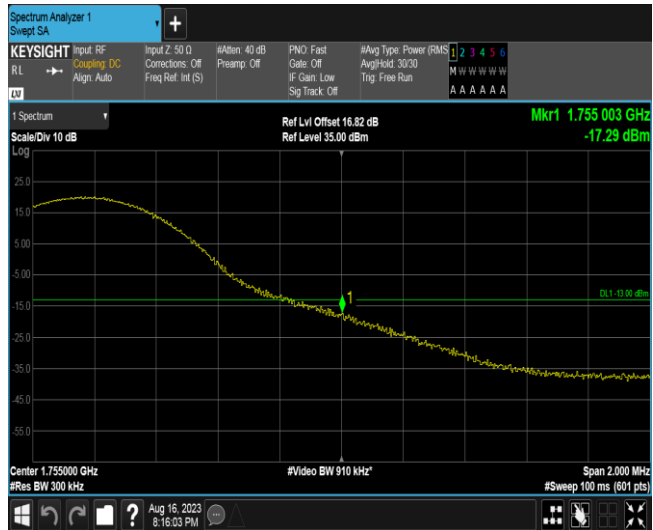 Spectrum Analyzer 1
Swept SA
+
KEYSIGHT
RL
LXI
Input: RF
Coupling: DC
Align: Auto
Input Z: 50 Ω
Corrections: Off
Freq Ref: Int (S)
#Atten: 40 dB
Preamp: Off
PNO: Fast
Gate: Off
IF Gain: Low
Sig Track: Off
#Avg Type: Power (RMS
Avg|Hold: 30/30
Trig: Free Run
1 2 3 4 5 6
M W W W W W
A A A A A A
1 Spectrum
Scale/Div 10 dB
Ref Lvl Offset 16.82 dB
Ref Level 35.00 dBm
Mkr1 1.755 003 GHz
-17.29 dBm
Log
25.0
15.0
5.00
-5.00
-15.0
-25.0
-35.0
-45.0
-55.0
1
DL1 -13.00 dBm
Center 1.755000 GHz
#Res BW 300 kHz
#Video BW 910 kHz*
Span 2.000 MHz
#Sweep 100 ms (601 pts)
?
Aug 16, 2023
8:16:03 PM